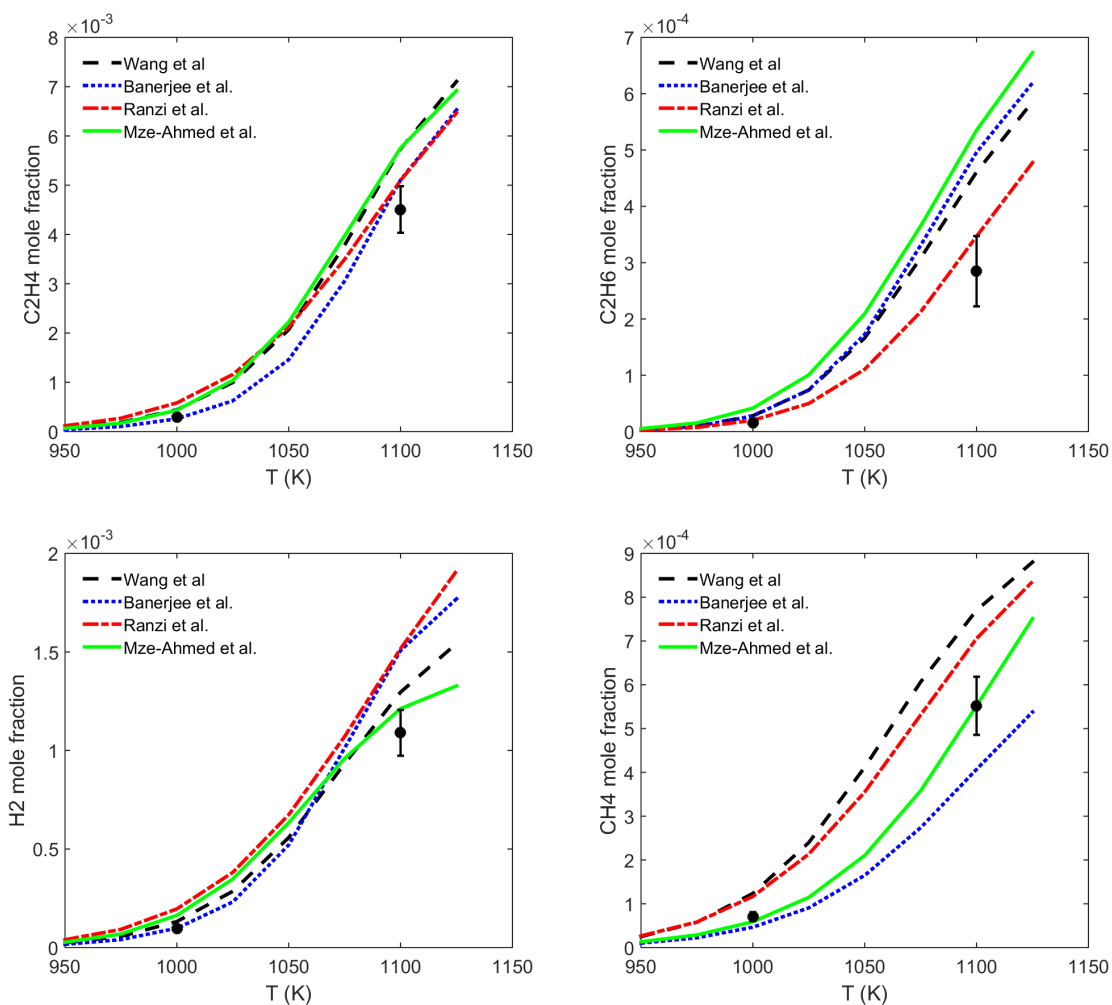 ×10-3
8
7
6
5
4
3
2
1
0
C2H4 mole fraction
Wang et al
Banerjee et al.
Ranzi et al.
Mze-Ahmed et al.
950 1000 1050 1100 1150
T (K)
×10-4
7
6
5
4
3
2
1
0
C2H6 mole fraction
Wang et al
Banerjee et al.
Ranzi et al.
Mze-Ahmed et al.
950 1000 1050 1100 1150
T (K)
×10-3
2
1.5
1
0.5
0
H2 mole fraction
Wang et al
Banerjee et al.
Ranzi et al.
Mze-Ahmed et al.
950 1000 1050 1100 1150
T (K)
×10-4
9
8
7
6
5
4
3
2
1
0
CH4 mole fraction
Wang et al
Banerjee et al.
Ranzi et al.
Mze-Ahmed et al.
950 1000 1050 1100 1150
T (K)